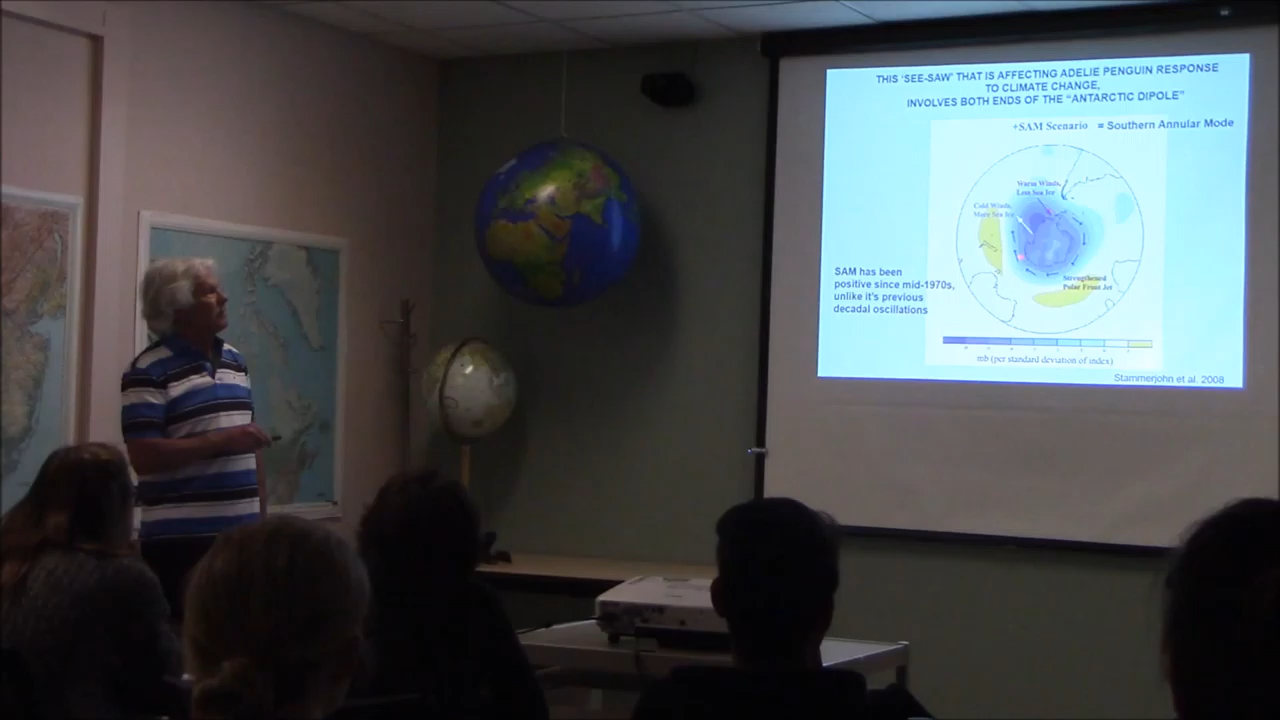 THIS 'SEE-SAW' THAT IS AFFECTING ADELIE PENGUIN RESPONSE
TO CLIMATE CHANGE,
INVOLVES BOTH ENDS OF THE "ANTARCTIC DIPOLE"
+SAM Scenario = Southern Annular Mode
Warm Winds,
Less Sea Ice
Cold Winds,
More Sea Ice
SAM has been
positive since mid-1970s,
unlike it's previous
decadal oscillations
Strengthened
Polar Front Jet
mb (per standard deviation of index)
Stammerjohn et al. 2008